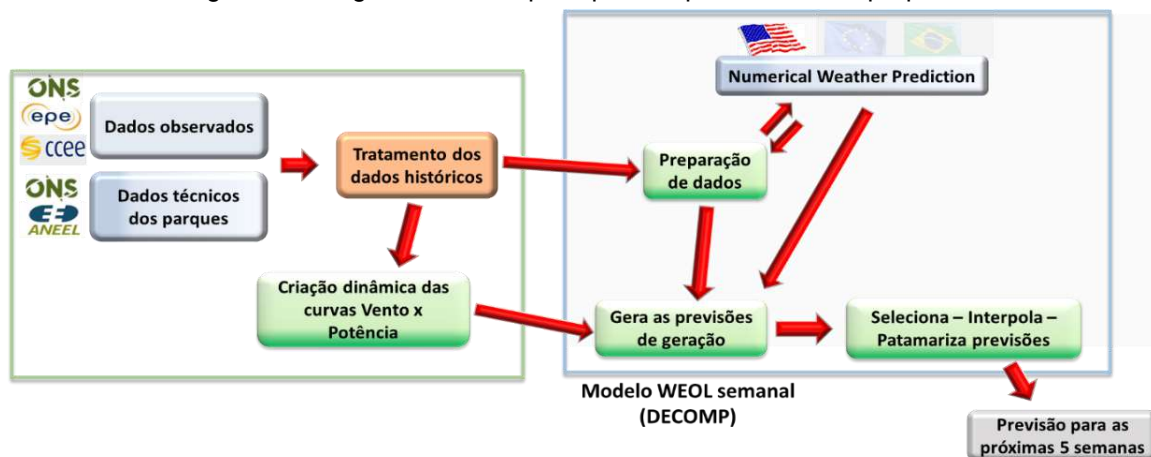 ONS
epe
ccee
Dados observados
ONS
ANEEL
Dados técnicos
dos parques
Tratamento dos
dados históricos
Criação dinâmica das
curvas Vento x
Potência
Numerical Weather Prediction
Preparação
de dados
Gera as previsões
de geração
Seleciona – Interpola –
Patamariza previsões
Modelo WEOL semanal
(DECOMP)
Previsão para as
próximas 5 semanas